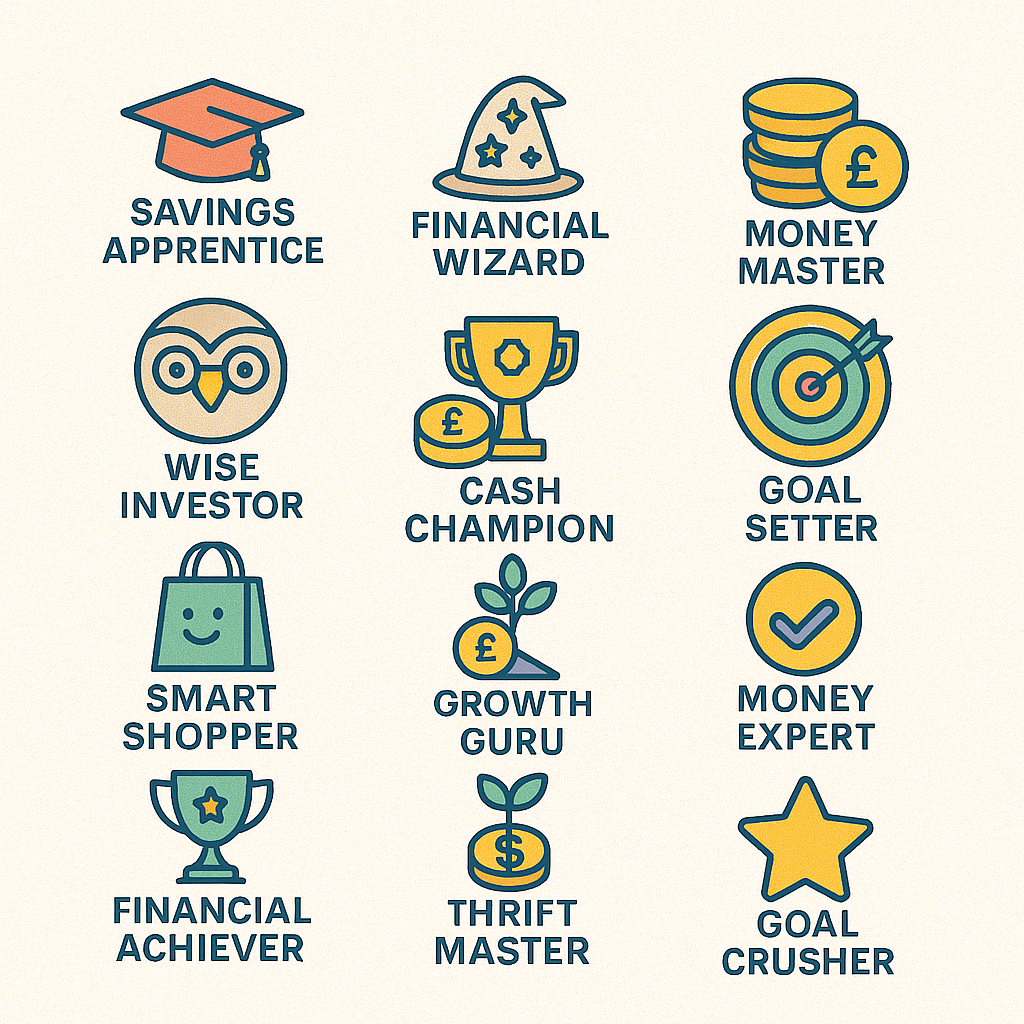 SAVINGS
APPRENTICE
FINANCIAL
WIZARD
£
MONEY
MASTER
WISE
INVESTOR
£
CASH
CHAMPION
GOAL
SETTER
SMART
SHOPPER
£
GROWTH
GURU
MONEY
EXPERT
FINANCIAL
ACHIEVER
$
THRIFT
MASTER
GOAL
CRUSHER